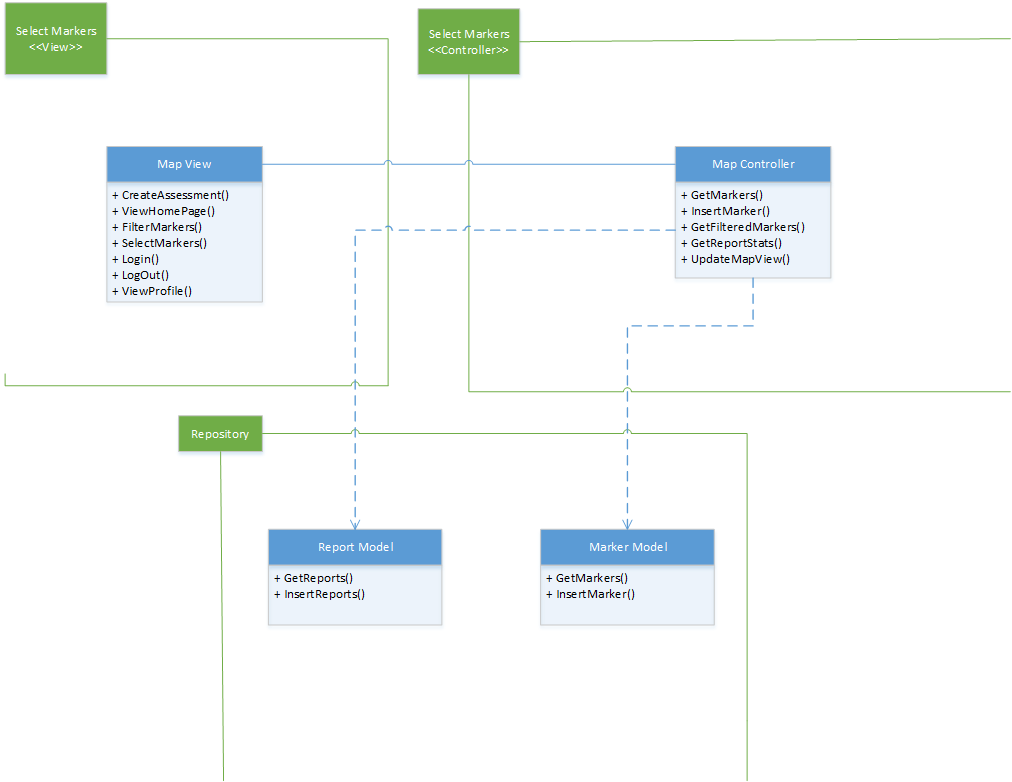 Select Markers
<<View>>
Select Markers
<<Controller>>
Map View
+ CreateAssessment()
+ ViewHomePage()
+ FilterMarkers()
+ SelectMarkers()
+ Login()
+ LogOut()
+ ViewProfile()
Map Controller
+ GetMarkers()
+ InsertMarker()
+ GetFilteredMarkers()
+ GetReportStats()
+ UpdateMapView()
Repository
Report Model
+ GetReports()
+ InsertReports()
Marker Model
+ GetMarkers()
+ InsertMarker()